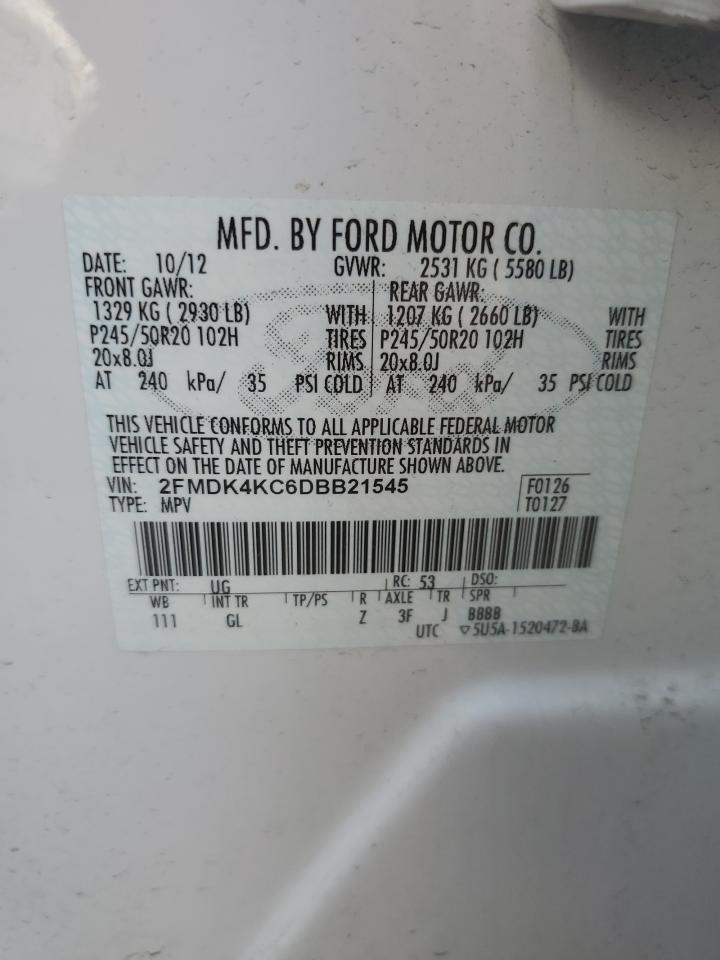 MFD. BY FORD MOTOR CO.
DATE: 10/12 GVWR: 2531 KG ( 5580 LB)
FRONT GAWR: REAR GAWR:
1329 KG ( 2930 LB) WITH 1207 KG ( 2660 LB) WITH
P245/50R20 102H TIRES P245/50R20 102H TIRES
20x8.0J RIMS 20x8.0J RIMS
AT 240 kPa/ 35 PSI COLD AT 240 kPa/ 35 PSI COLD
THIS VEHICLE CONFORMS TO ALL APPLICABLE FEDERAL MOTOR
VEHICLE SAFETY AND THEFT PREVENTION STANDARDS IN
EFFECT ON THE DATE OF MANUFACTURE SHOWN ABOVE.
VIN: 2FMDK4KC6DBB21545 F0126
TYPE: MPV T0127
EXT PNT: UG RC: 53 DSO:
WB INT TR TP/PS R AXLE TR SPR
111 GL Z 3F J BBBB
UTC ▽5U5A-1520472-BA